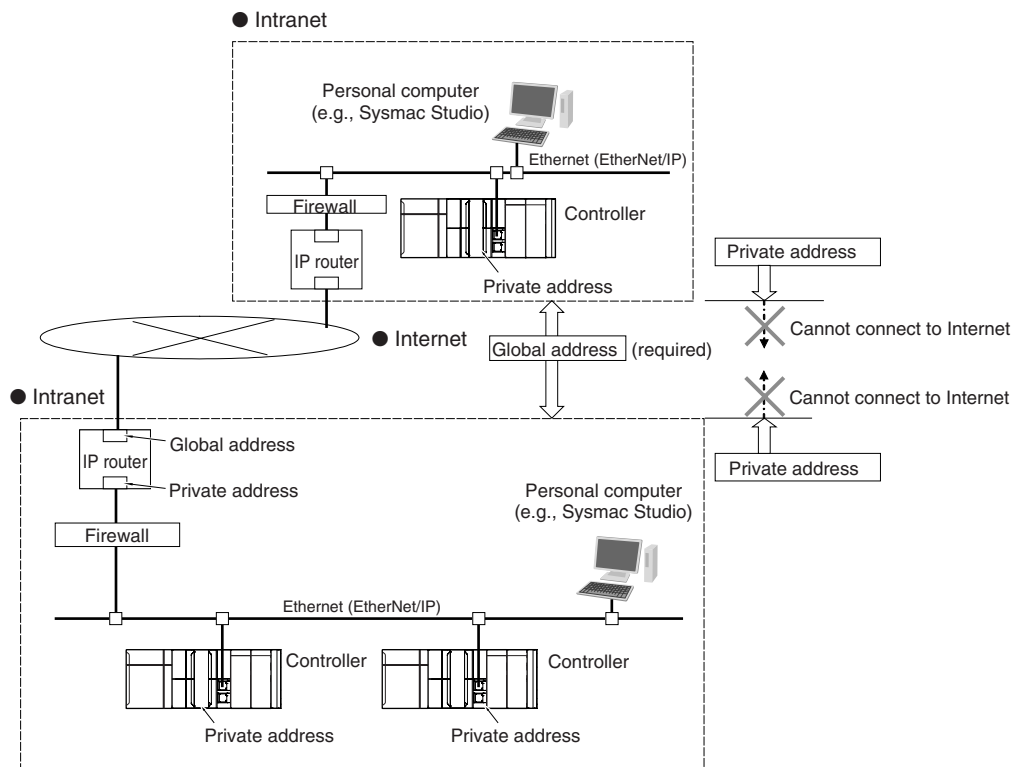 ● Intranet
Personal computer
(e.g., Sysmac Studio)
Ethernet (EtherNet/IP)
Firewall
Controller
IP router
Private address
Private address
Cannot connect to Internet
● Internet
Global address (required)
● Intranet
Cannot connect to Internet
Private address
Global address
IP router
Private address
Firewall
Personal computer
(e.g., Sysmac Studio)
Ethernet (EtherNet/IP)
Controller
Controller
Private address
Private address